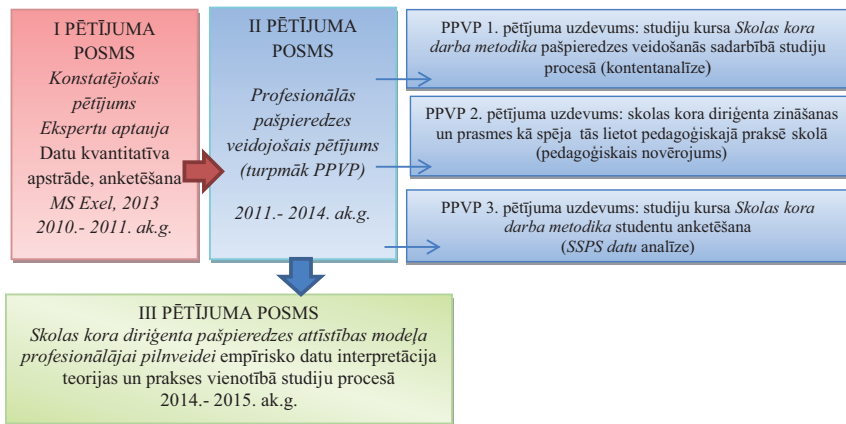 I PĒTĪJUMA
POSMS
Konstatējošais
pētījums
Ekspertu aptauja
Datu kvantitatīva
apstrāde, anketēšana
MS Exel, 2013
2010.- 2011. ak.g.
II PĒTĪJUMA
POSMS
Profesionālās
pašpieredzes
veidojošais pētījums
(turpmāk PPVP)
2011.- 2014. ak.g.
PPVP 1. pētījuma uzdevums: studiju kursa Skolas kora
darba metodika pašpieredzes veidošanās sadarbībā studiju
procesā (kontentanalīze)
PPVP 2. pētījuma uzdevums: skolas kora diriģenta zināšanas
un prasmes kā spēja tās lietot pedagoģiskajā praksē skolā
(pedagoģiskais novērojums)
PPVP 3. pētījuma uzdevums: studiju kursa Skolas kora
darba metodika studentu anketēšana
(SSPS datu analīze)
III PĒTĪJUMA POSMS
Skolas kora diriģenta pašpieredzes attīstības modeļa
profesionālājai pilnveidei empīrisko datu interpretācija
teorijas un prakses vienotībā studiju procesā
2014.- 2015. ak.g.